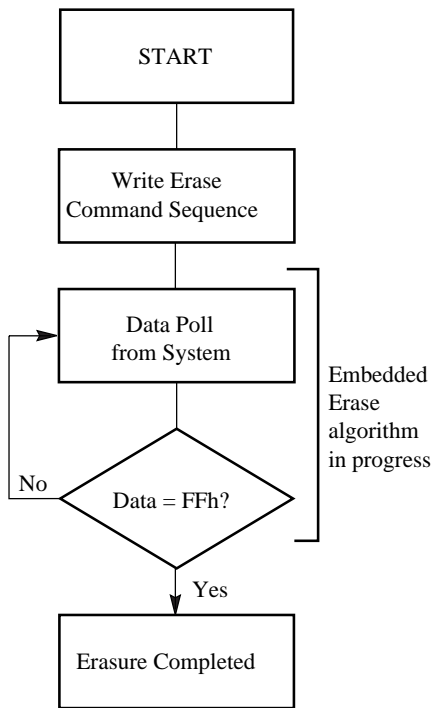 START
Write Erase
Command Sequence
Data Poll
from System
Embedded
Erase
algorithm
in progress
No
Data = FFh?
Yes
Erasure Completed